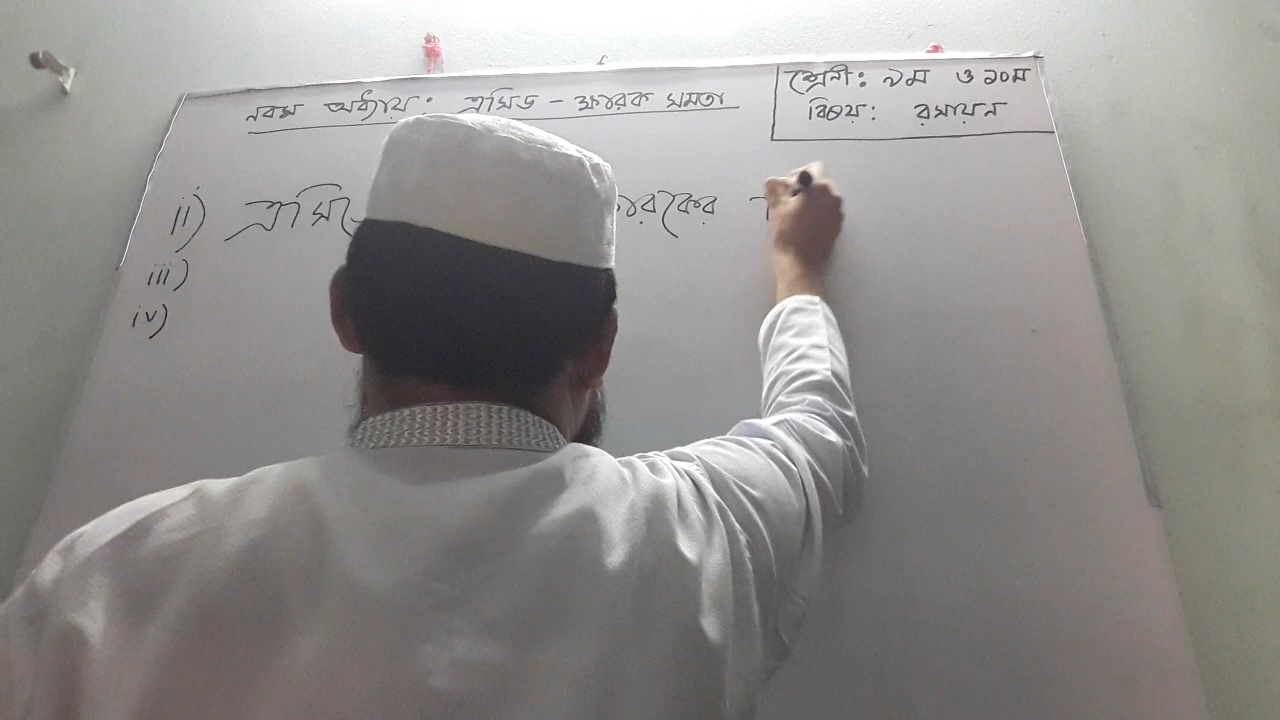 নবম অধ্যায়: এসিড - ক্ষারক সমতা
শ্রেনী: ৯ম ও ১০ম
বিষয়: রসায়ন
ii)
iii)
iv)